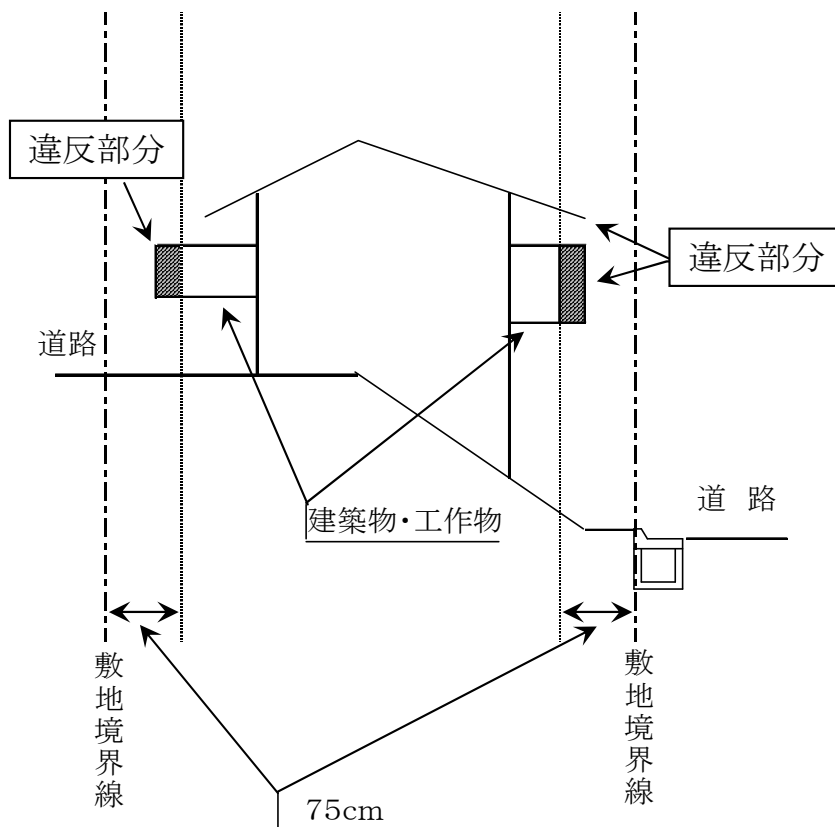 違反部分
違反部分
道路
建築物・工作物
道 路
敷地境界線
敷地境界線
75cm